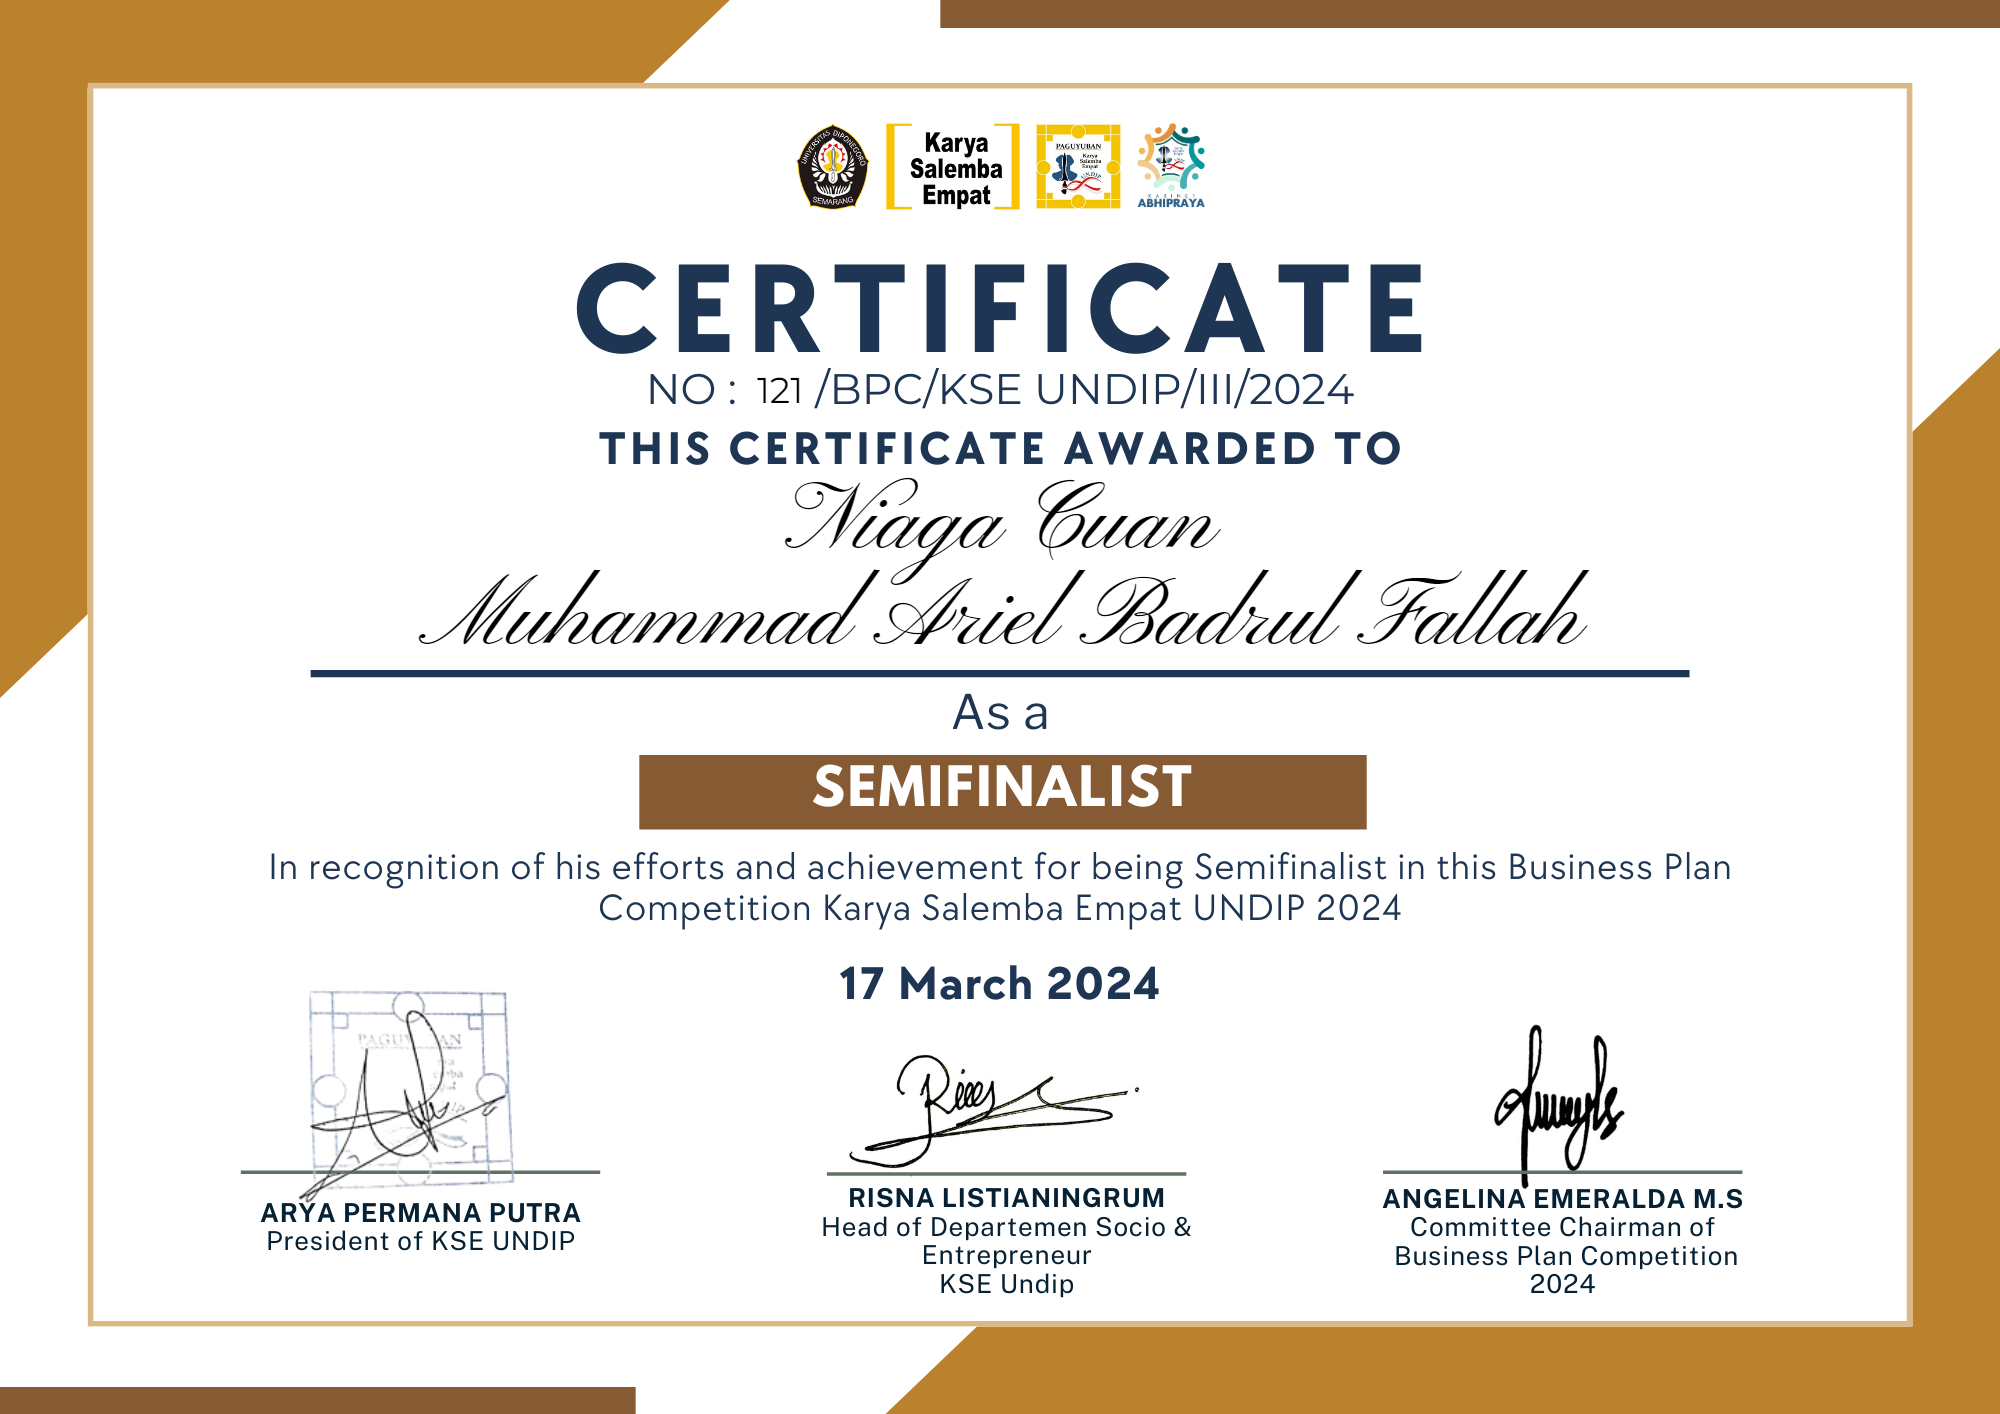 UNIVERSITAS DIPONEGORO
SEMARANG
Karya
Salemba
Empat
PAGUYUBAN
Karya
Salemba
Empat
UNDIP
KABINET
ABHIPRAYA
CERTIFICATE
NO : 121 /BPC/KSE UNDIP/III/2024
THIS CERTIFICATE AWARDED TO
Niaga Cuan
Muhammad Ariel Badrul Fallah
As a
SEMIFINALIST
In recognition of his efforts and achievement for being Semifinalist in this Business Plan
Competition Karya Salemba Empat UNDIP 2024
17 March 2024
ARYA PERMANA PUTRA
President of KSE UNDIP
RISNA LISTIANINGRUM
Head of Departemen Socio &
Entrepreneur
KSE Undip
ANGELINA EMERALDA M.S
Committee Chairman of
Business Plan Competition
2024